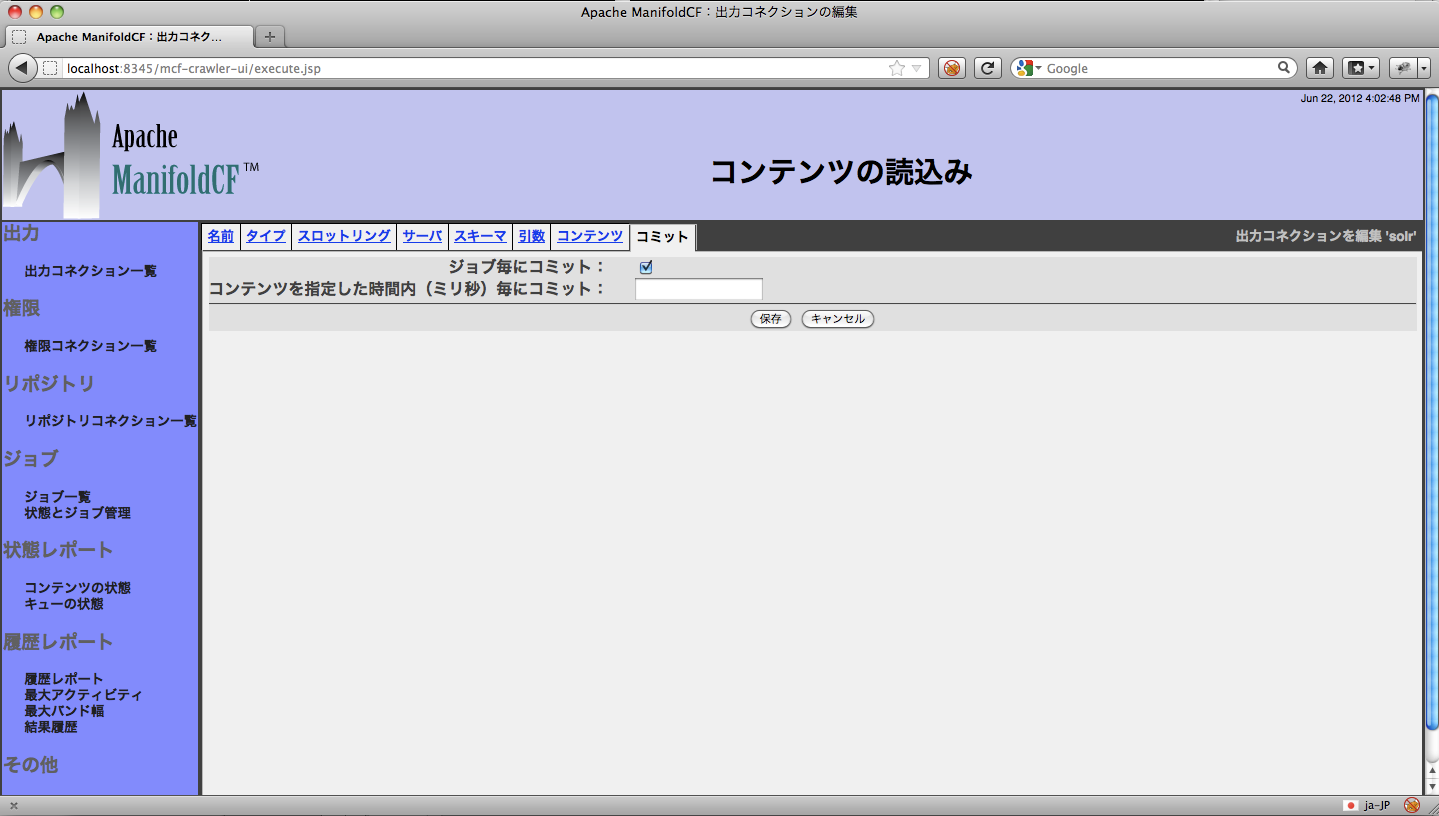 Apache ManifoldCF：出力コネクションの編集
Apache ManifoldCF：出力コネク...
localhost:8345/mcf-crawler-ui/execute.jsp
Google
Jun 22, 2012 4:02:48 PM
Apache
ManifoldCF™
コンテンツの読込み
出力
出力コネクション一覧
権限
権限コネクション一覧
リポジトリ
リポジトリコネクション一覧
ジョブ
ジョブ一覧
状態とジョブ管理
状態レポート
コンテンツの状態
キューの状態
履歴レポート
履歴レポート
最大アクティビティ
最大バンド幅
結果履歴
その他
名前 タイプ スロットリング サーバ スキーマ 引数 コンテンツ コミット 出力コネクションを編集 'solr'
ジョブ毎にコミット：
コンテンツを指定した時間内（ミリ秒）毎にコミット：
保存 キャンセル
ja-JP